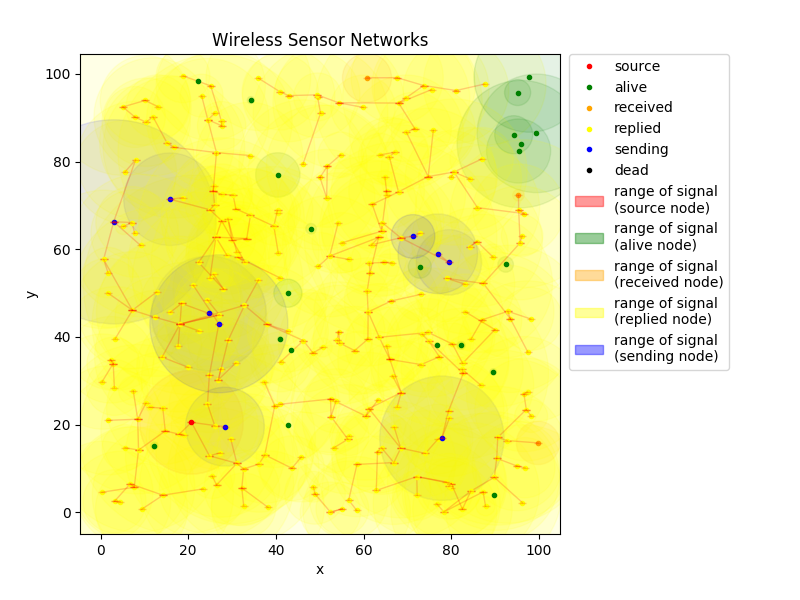 Wireless Sensor Networks
100
80
60
40
20
0
y
0 20 40 60 80 100
x
source
alive
received
replied
sending
dead
range of signal
(source node)
range of signal
(alive node)
range of signal
(received node)
range of signal
(replied node)
range of signal
(sending node)